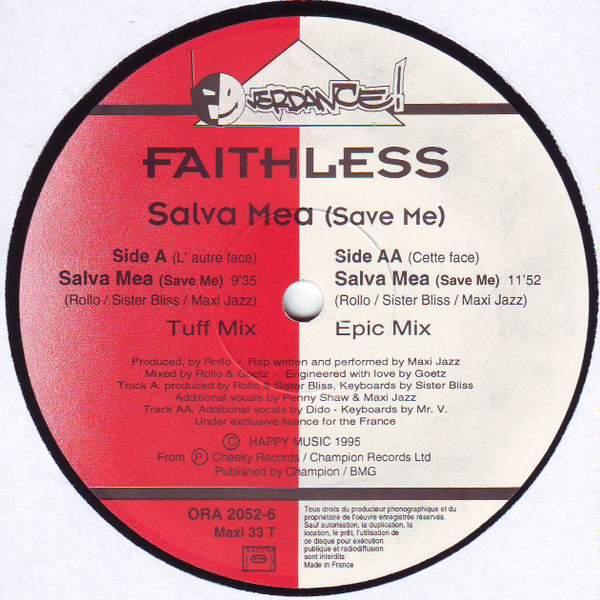 OVERDANCE!
FAITHLESS
Salva Mea (Save Me)
Side A (L' autre face)
Salva Mea (Save Me) 9'35
(Rollo / Sister Bliss / Maxi Jazz)
Tuff Mix
Side AA (Cette face)
Salva Mea (Save Me) 11'52
(Rollo / Sister Bliss / Maxi Jazz)
Epic Mix
Produced, by Rollo - Rap written and performed by Maxi Jazz
Mixed by Rollo & Goetz - Engineered with love by Goetz
Track A. produced by Rollo & Sister Bliss, Keyboards by Sister Bliss
Additional vocals by Penny Shaw & Maxi Jazz
Track AA. Additional vocals by Dido - Keyboards by Mr. V.
Under exclusive licence for the France
© HAPPY MUSIC 1995
From Ⓟ Cheeky Records / Champion Records Ltd
Published by Champion / BMG
ORA 2052-6
Maxi 33 T
Tous droits du producteur phonographique et du
propriétaire de l'oeuvre enregistrée réservés.
Sauf autorisation, la duplication, la
location, le prêt, l'utilisation de
ce disque pour exécution
publique et radiodiffusion
sont interdits
Made in France